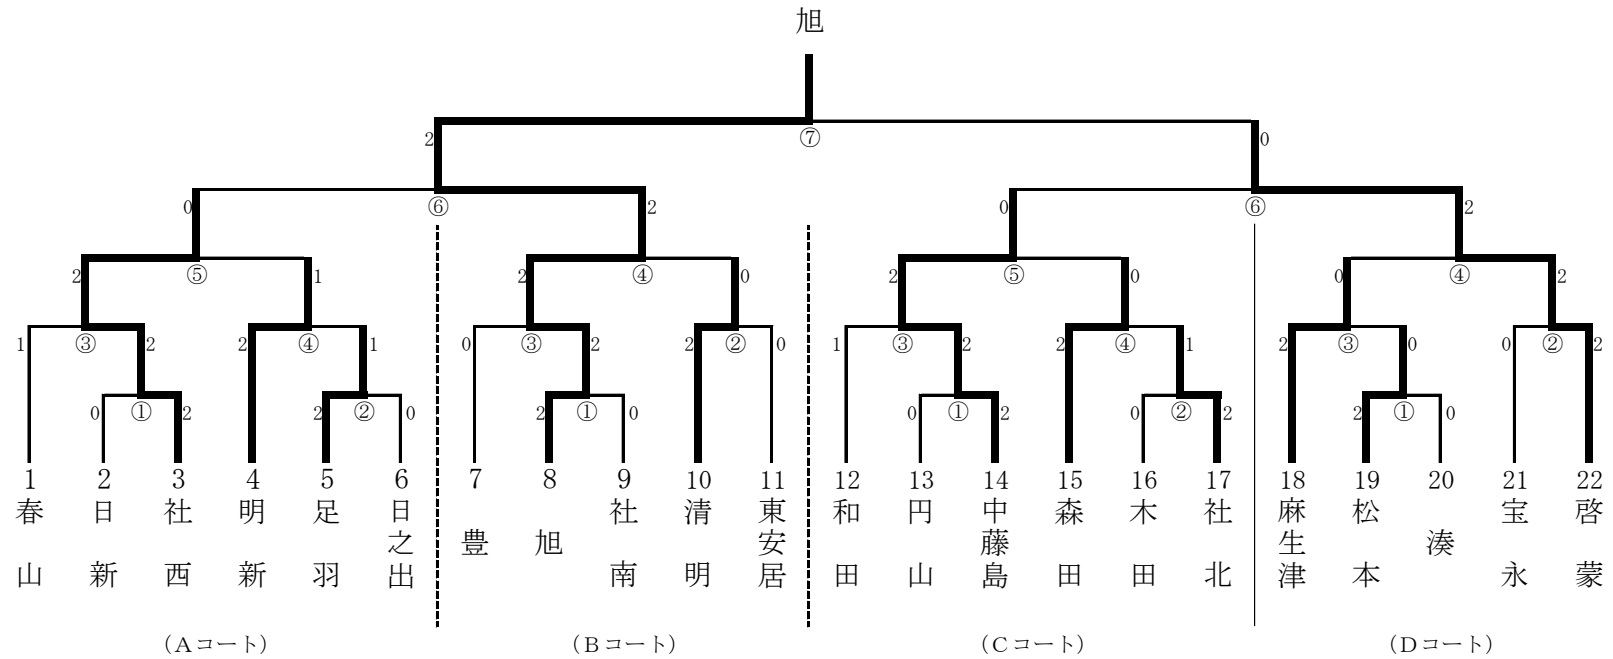 旭
2 ⑦ 0
0 ⑥ 2 0 ⑥ 2
2 ⑤ 1 2 ④ 0 2 ⑤ 0 0 ④ 2
1 ③ 2 2 ④ 1 0 ③ 2 2 ② 0 1 ③ 2 2 ④ 1 2 ③ 0 0 ② 2
0 ① 2 2 ② 0 2 ① 0 0 ① 2 0 ② 2 2 ① 0
1 2 3 4 5 6 7 8 9 10 11 12 13 14 15 16 17 18 19 20 21 22
春山
日新
社西
明新
足羽
日之出
豊
旭
社南
清明
東安居
和田
円山
中藤島
森田
木田
社北
麻生津
松本
湊
宝永
啓蒙
(Aコート) (Bコート) (Cコート) (Dコート)